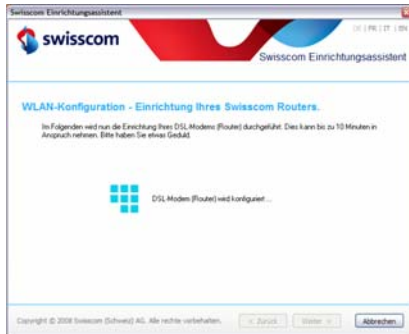 Swisscom Einrichtungsassistent
swisscom
DE | FR | IT | EN
Swisscom Einrichtungsassistent
WLAN-Konfiguration - Einrichtung Ihres Swisscom Routers.
Im Folgenden wird nun die Einrichtung Ihres DSL-Modems (Router) durchgeführt. Dies kann bis zu 10 Minuten in
Anspruch nehmen. Bitte haben Sie etwas Geduld.
DSL-Modem (Router) wird konfiguriert ...
Copyright © 2008 Swisscom (Schweiz) AG. Alle rechte vorbehalten.
< Zurück
Weiter >
Abbrechen